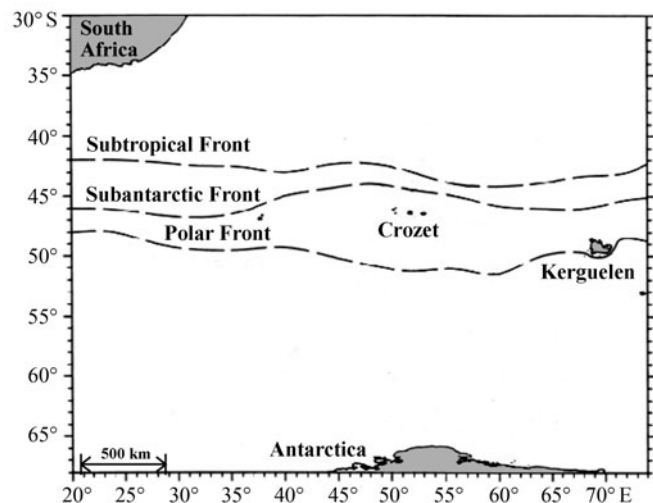 30° S
South
Africa
35°
40°
Subtropical Front
45°
Subantarctic Front
Polar Front
Crozet
50°
Kerguelen
55°
60°
65°
Antarctica
500 km
20° 25° 30° 35° 40° 45° 50° 55° 60° 65° 70° E